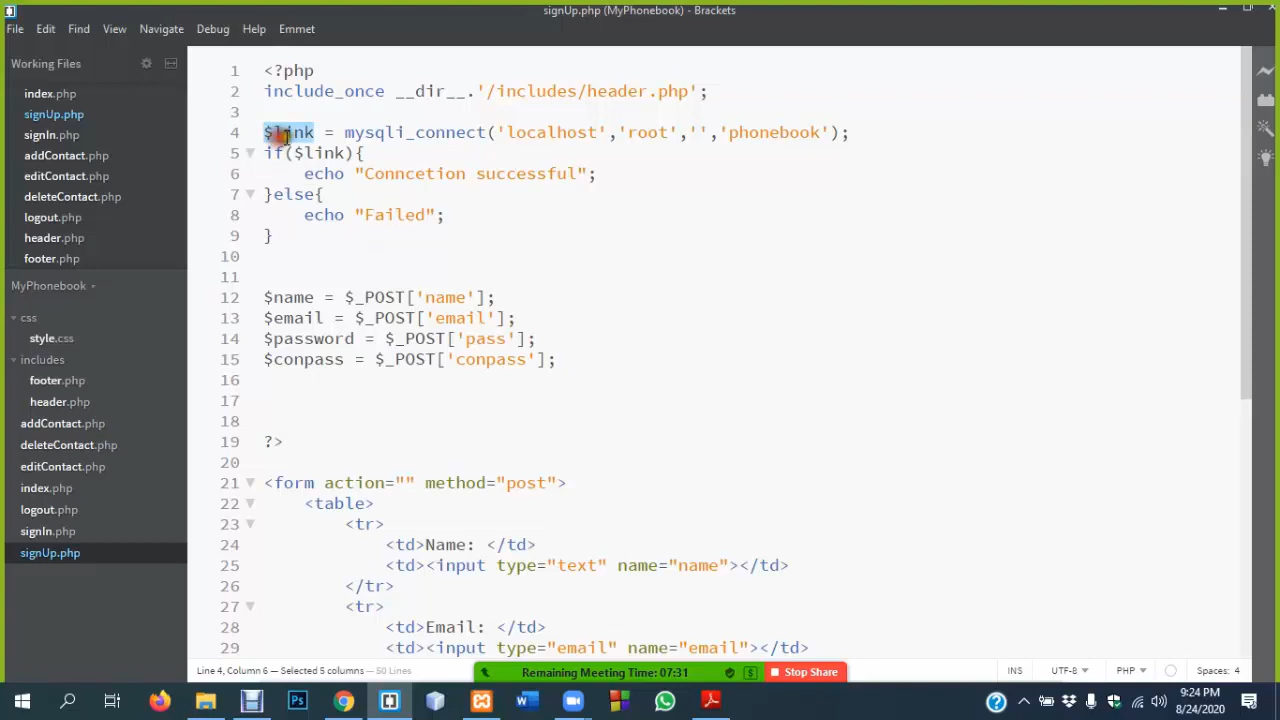 signUp.php (MyPhonebook) - Brackets
File Edit Find View Navigate Debug Help Emmet
Working Files
index.php
signUp.php
signIn.php
addContact.php
editContact.php
deleteContact.php
logout.php
header.php
footer.php
MyPhonebook
css
style.css
includes
footer.php
header.php
addContact.php
deleteContact.php
editContact.php
index.php
logout.php
signIn.php
signUp.php
1 <?php
2 include_once __dir__.'/includes/header.php';
3
4 $link = mysqli_connect('localhost','root','','phonebook');
5 if($link){
6 echo "Conncetion successful";
7 }else{
8 echo "Failed";
9 }
10
11
12 $name = $_POST['name'];
13 $email = $_POST['email'];
14 $password = $_POST['pass'];
15 $conpass = $_POST['conpass'];
16
17
18
19 ?>
20
21 <form action="" method="post">
22 <table>
23 <tr>
24 <td>Name: </td>
25 <td><input type="text" name="name"></td>
26 </tr>
27 <tr>
28 <td>Email: </td>
29 <td><input type="email" name="email"></td>
Line 4, Column 6 — Selected 5 columns — 50 Lines
Remaining Meeting Time: 07:31
Stop Share
INS UTF-8 PHP Spaces: 4
9:24 PM
8/24/2020